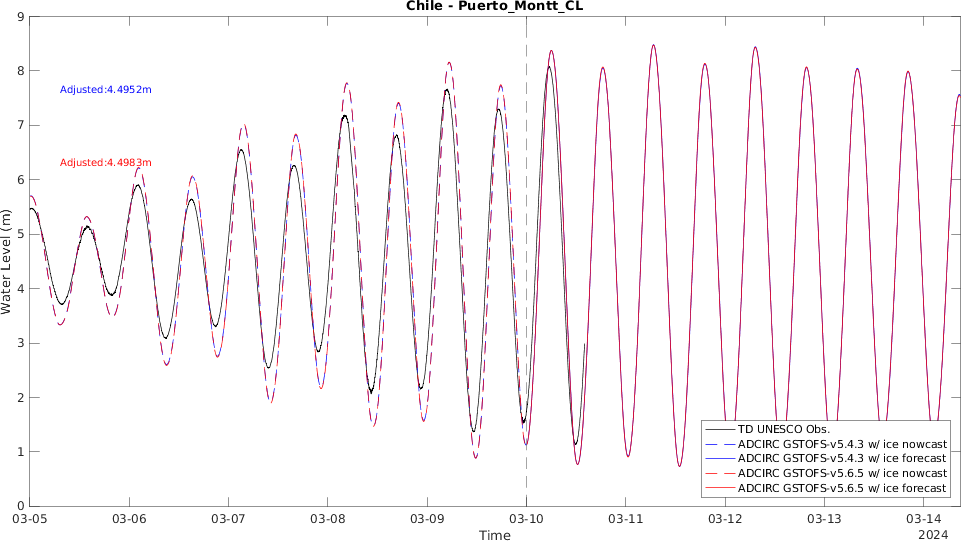 Chile - Puerto_Montt_CL
9
8
7
6
5
4
3
2
1
0
Water Level (m)
Adjusted:4.4952m
Adjusted:4.4983m
TD UNESCO Obs.
ADCIRC GSTOFS-v5.4.3 w/ ice nowcast
ADCIRC GSTOFS-v5.4.3 w/ ice forecast
ADCIRC GSTOFS-v5.6.5 w/ ice nowcast
ADCIRC GSTOFS-v5.6.5 w/ ice forecast
03-05 03-06 03-07 03-08 03-09 03-10 03-11 03-12 03-13 03-14
Time
2024